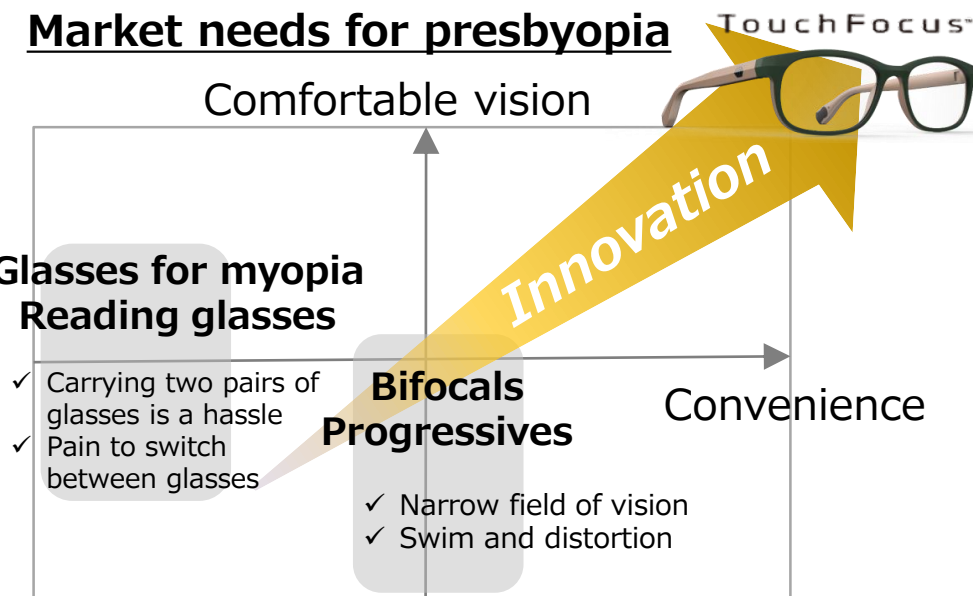 Market needs for presbyopia
TouchFocus™
Comfortable vision
Innovation
Glasses for myopia
Reading glasses
✓ Carrying two pairs of
glasses is a hassle
✓ Pain to switch
between glasses
Bifocals
Progressives
✓ Narrow field of vision
✓ Swim and distortion
Convenience